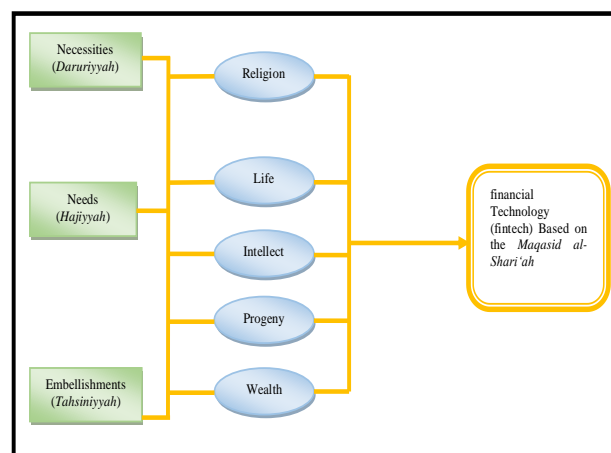 Necessities
(Daruriyyah)
Needs
(Hajiyyah)
Embellishments
(Tahsiniyyah)
Religion
Life
Intellect
Progeny
Wealth
financial
Technology
(fintech) Based on
the Maqasid al-
Shari‘ah